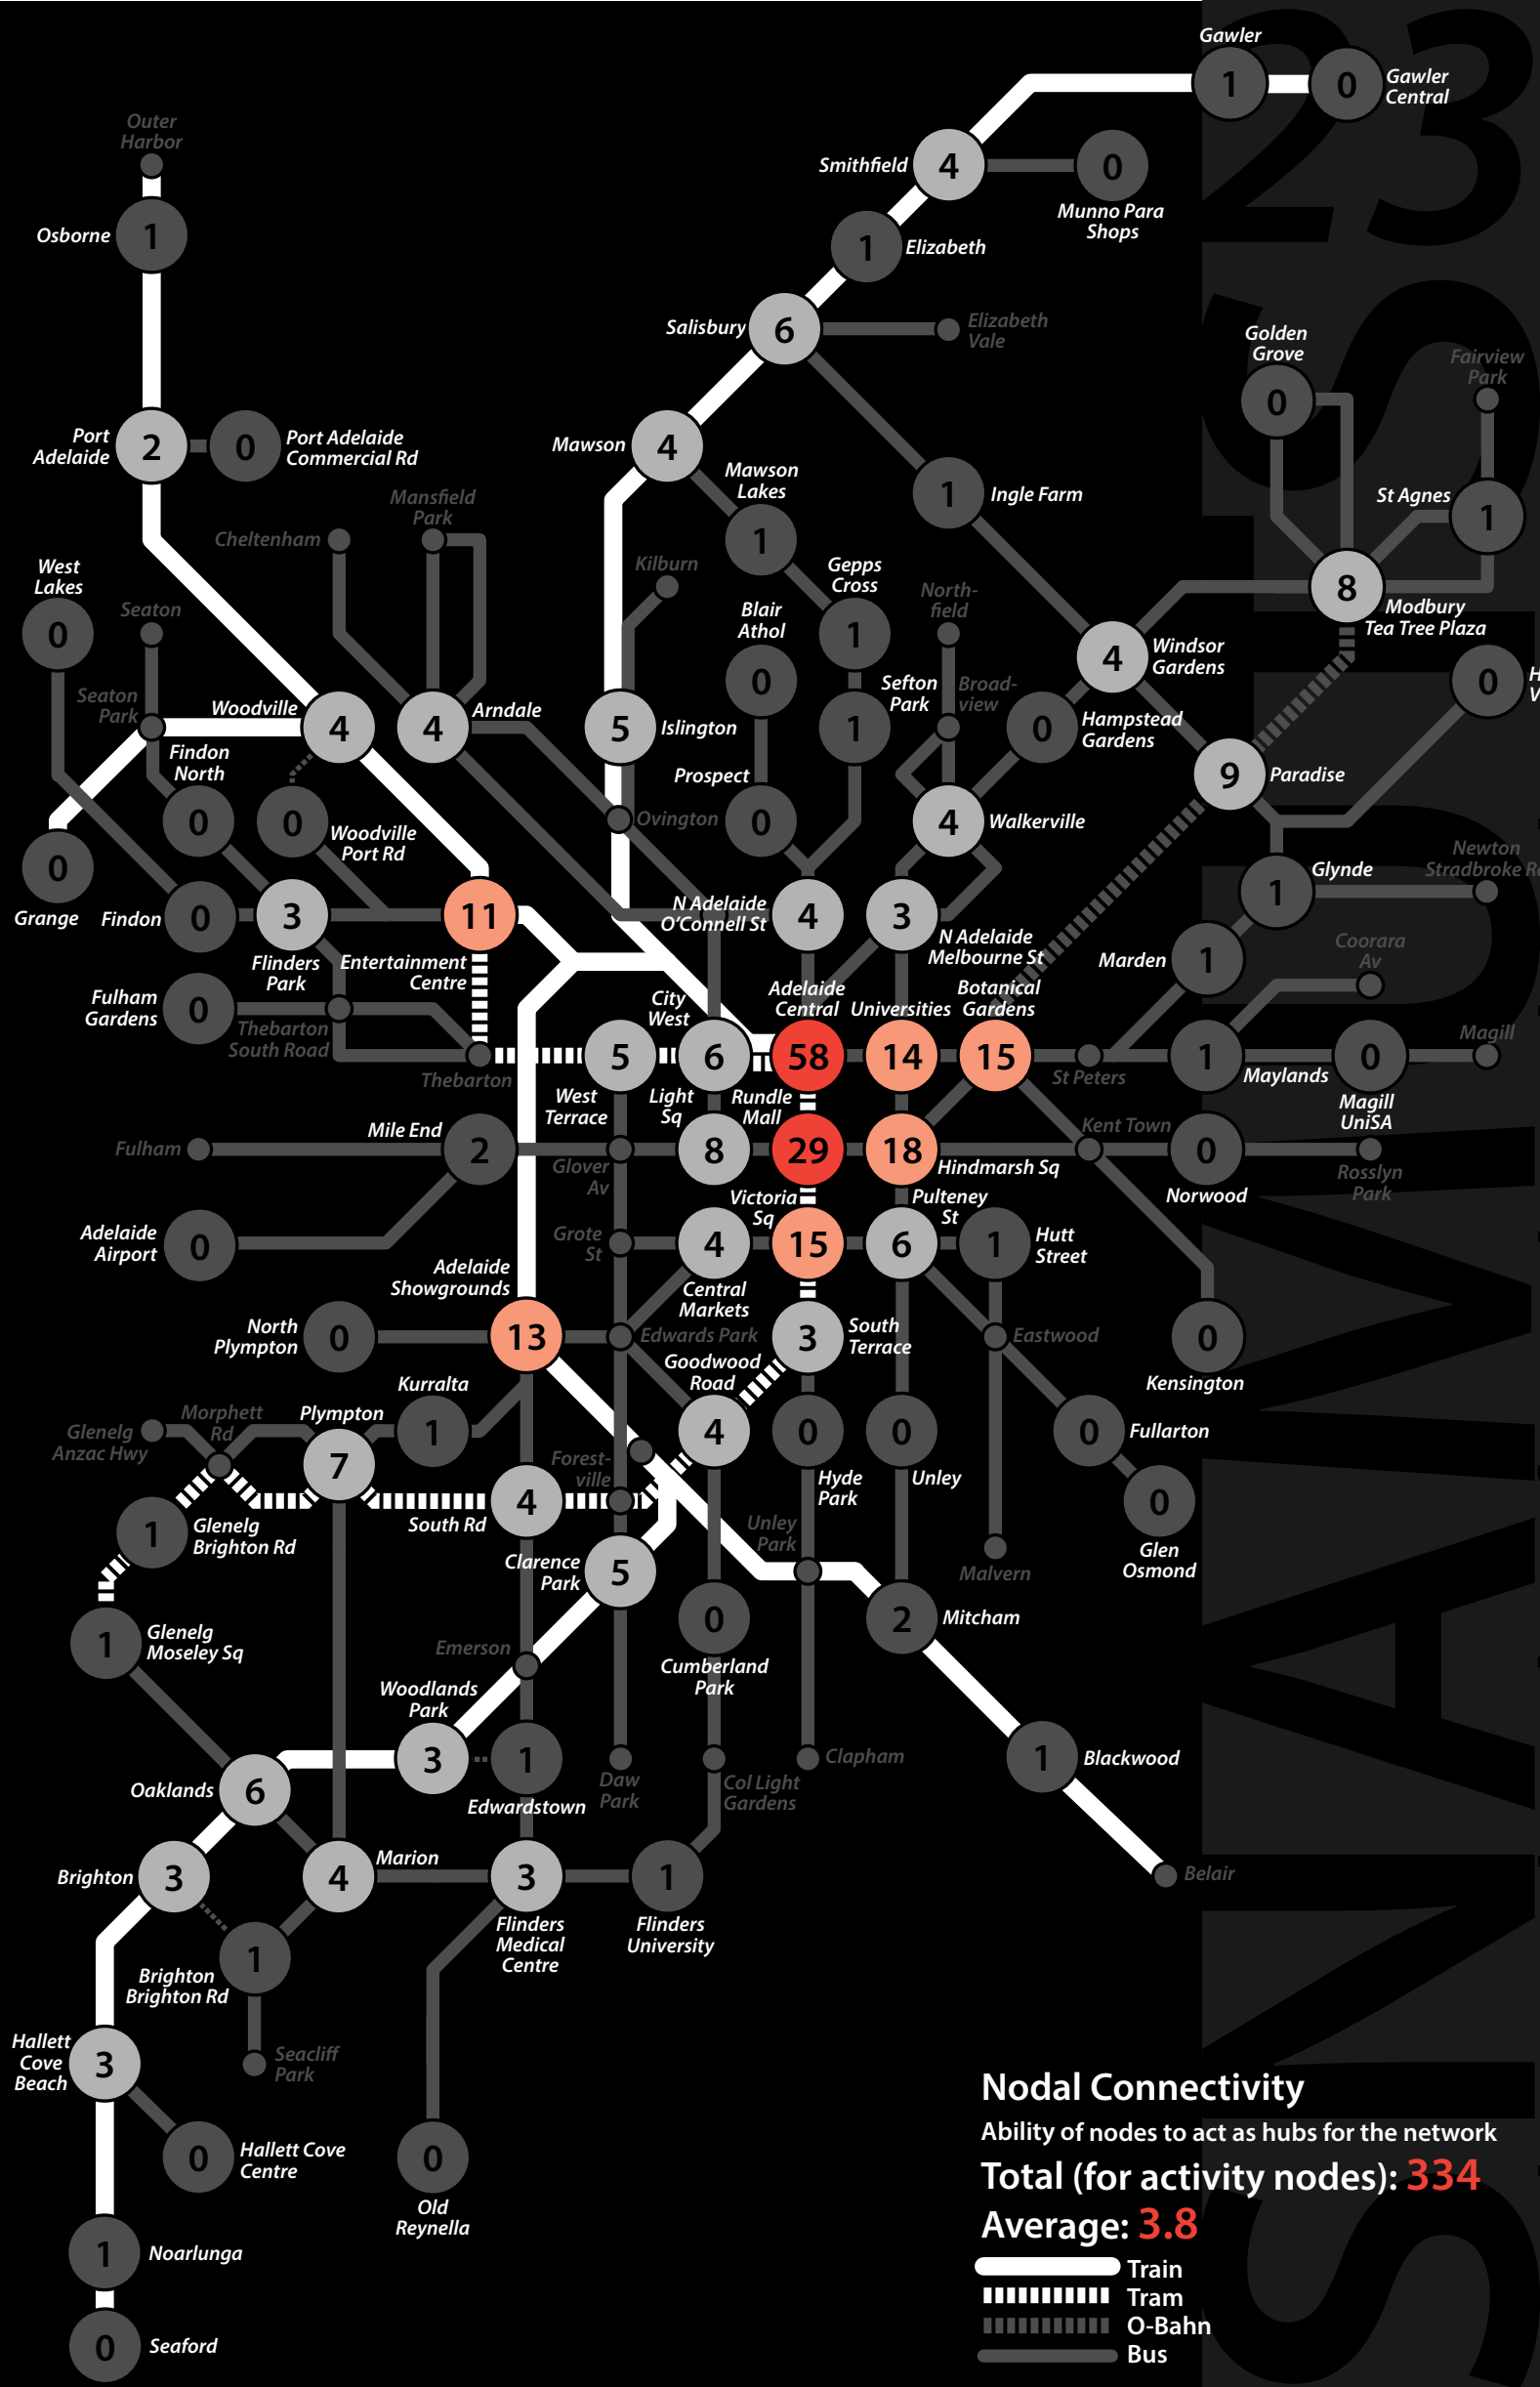 Gawler
1
0
Gawler
Central
Outer
Harbor
Smithfield
4
0
Munno Para
Shops
Osborne
1
1
Elizabeth
Salisbury
6
Elizabeth
Vale
Golden
Grove
0
Fairview
Park
Port
Adelaide
2
0
Port Adelaide
Commercial Rd
Mawson
4
Mawson
Lakes
1
1
Ingle Farm
St Agnes
1
Mansfield
Park
Cheltenham
Kilburn
Gepps
Cross
1
North-
field
8
Modbury
Tea Tree Plaza
West
Lakes
0
Seaton
Blair
Athol
0
4
Windsor
Gardens
0
H
V
Seaton
Park
Woodville
4
4
Arndale
5
Islington
1
Sefton
Park
Broad-
view
0
Hampstead
Gardens
Findon
North
0
0
Woodville
Port Rd
Prospect
0
Ovington
4
Walkerville
9
Paradise
0
Grange
Findon
0
3
Flinders
Park
11
Entertainment
Centre
N Adelaide
O'Connell St
4
3
N Adelaide
Melbourne St
1
Glynde
Newton
Stradbroke R
Marden
1
Coorara
Av
Fulham
Gardens
0
Thebarton
South Road
Thebarton
City
West
Adelaide
Central
Universities
Botanical
Gardens
5
6
58
14
15
St Peters
1
Maylands
0
Magill
UniSA
Magill
West
Terrace
Light
Sq
Rundle
Mall
Fulham
Mile End
2
Glover
Av
8
29
18
Hindmarsh Sq
Kent Town
0
Norwood
Rosslyn
Park
Adelaide
Airport
0
Grote
St
4
Central
Markets
Victoria
Sq
15
Pulteney
St
6
1
Hutt
Street
Adelaide
Showgrounds
13
North
Plympton
0
Edwards Park
3
South
Terrace
Eastwood
0
Kensington
Goodwood
Road
4
0
Hyde
Park
0
Unley
0
Fullarton
0
Glen
Osmond
Kurralta
1
Plympton
7
Morphett
Rd
Glenelg
Anzac Hwy
1
Glenelg
Brighton Rd
South Rd
4
Forest-
ville
Clarence
Park
5
Unley
Park
Malvern
1
Glenelg
Moseley Sq
0
Cumberland
Park
2
Mitcham
Emerson
Woodlands
Park
3
1
Edwardstown
Daw
Park
Col Light
Gardens
Clapham
1
Blackwood
Belair
Oaklands
6
Brighton
3
4
Marion
3
Flinders
Medical
Centre
1
Flinders
University
1
Brighton
Brighton Rd
Seacliff
Park
Hallett
Cove
Beach
3
0
Hallett Cove
Centre
0
Old
Reynella
1
Noarlunga
0
Seaford
Nodal Connectivity
Ability of nodes to act as hubs for the network
Total (for activity nodes): 334
Average: 3.8
Train
Tram
O-Bahn
Bus
23